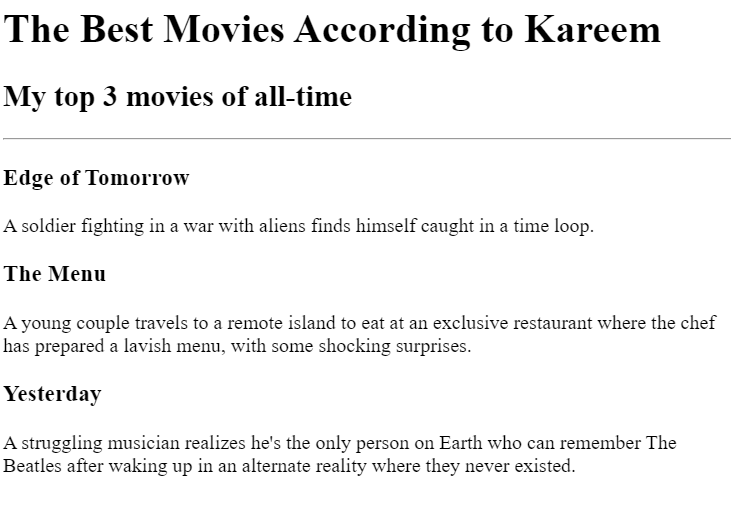 The Best Movies According to Kareem
My top 3 movies of all-time
Edge of Tomorrow
A soldier fighting in a war with aliens finds himself caught in a time loop.
The Menu
A young couple travels to a remote island to eat at an exclusive restaurant where the chef
has prepared a lavish menu, with some shocking surprises.
Yesterday
A struggling musician realizes he's the only person on Earth who can remember The
Beatles after waking up in an alternate reality where they never existed.